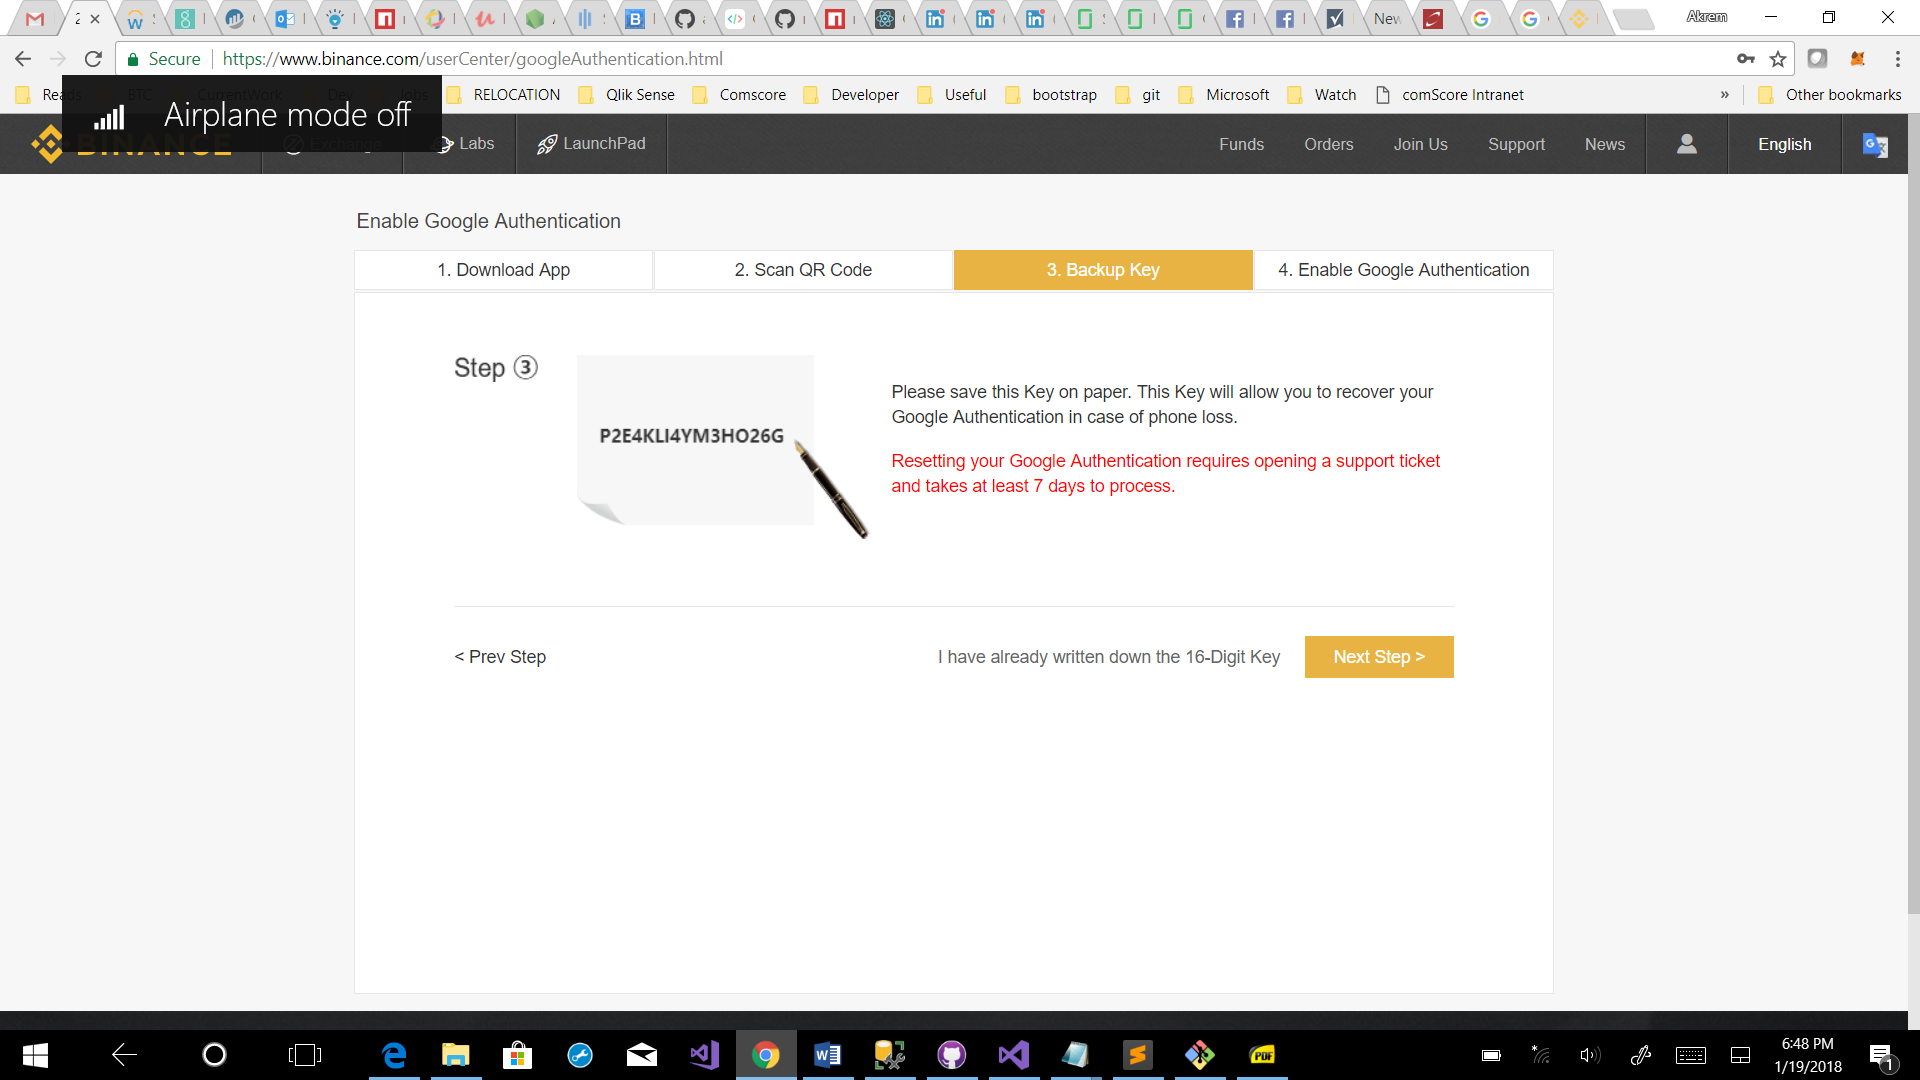 Akrem
New
Secure
https://www.binance.com/userCenter/googleAuthentication.html
RELOCATION
Qlik Sense
Comscore
Developer
Useful
bootstrap
git
Microsoft
Watch
comScore Intranet
»
Other bookmarks
Airplane mode off
BINANCE
Exchange
Labs
LaunchPad
Funds
Orders
Join Us
Support
News
English
Enable Google Authentication
1. Download App
2. Scan QR Code
3. Backup Key
4. Enable Google Authentication
Step ③
P2E4KLI4YM3HO26G
Please save this Key on paper. This Key will allow you to recover your
Google Authentication in case of phone loss.
Resetting your Google Authentication requires opening a support ticket
and takes at least 7 days to process.
< Prev Step
I have already written down the 16-Digit Key
Next Step >
PDF
6:48 PM
1/19/2018
1